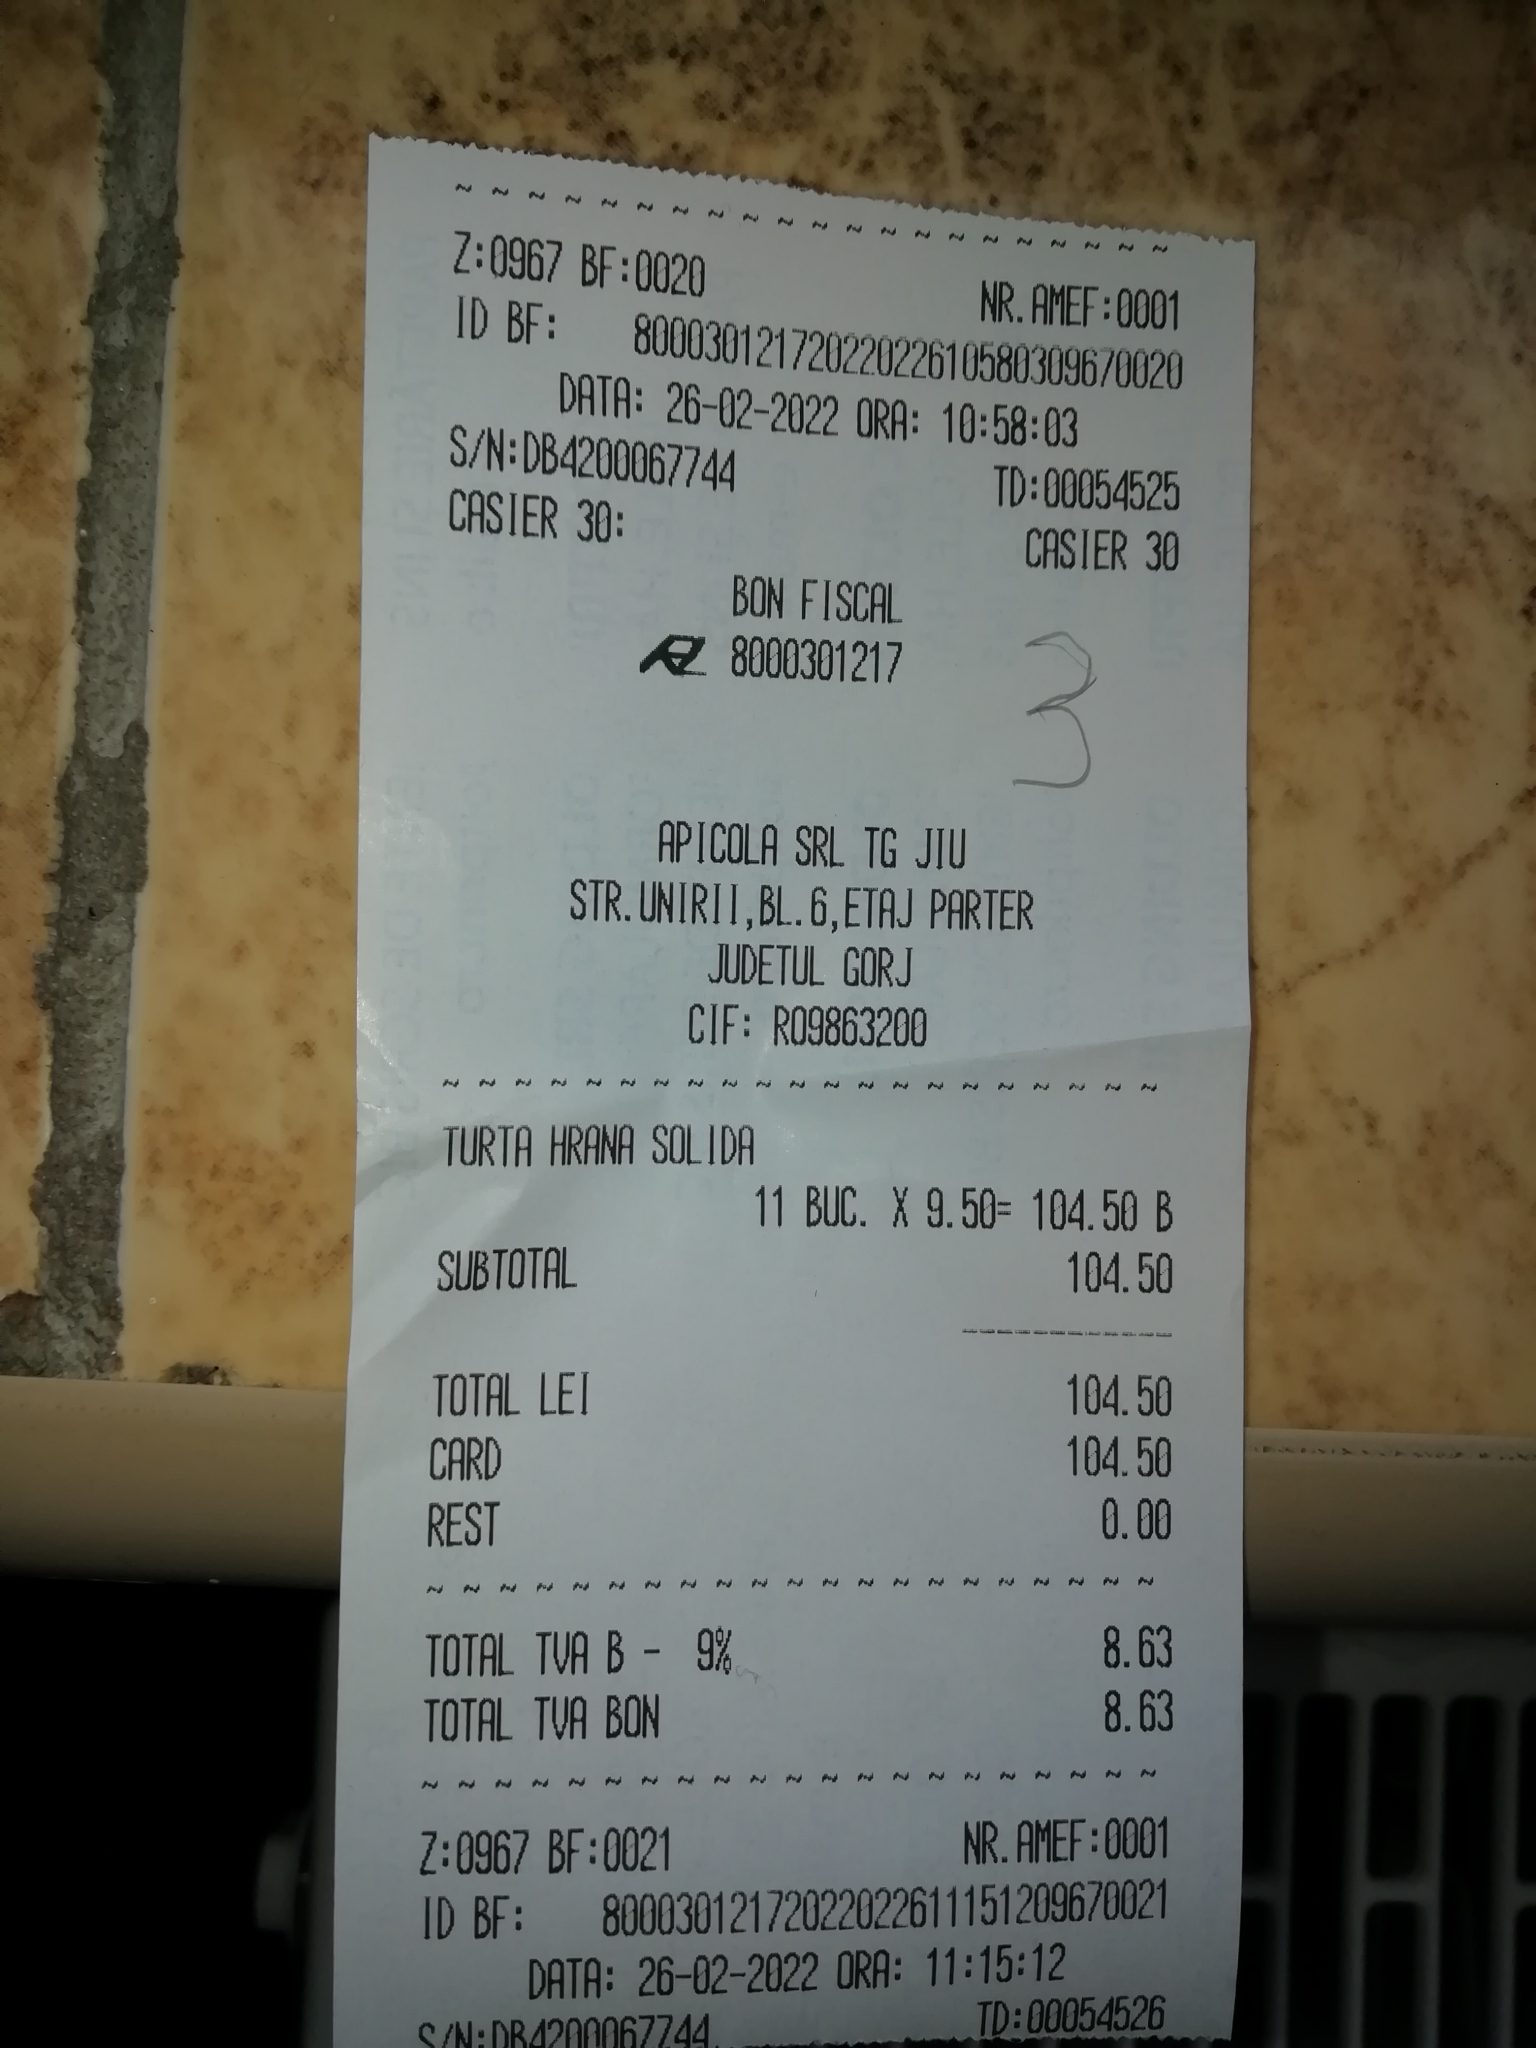 ~ ~ ~ ~ ~ ~ ~ ~ ~ ~ ~ ~ ~ ~ ~ ~ ~ ~ ~ ~ ~
Z:0967 BF:0020 NR.AMEF:0001
ID BF: 80003012172022022610580309670020
DATA: 26-02-2022 ORA: 10:58:03
S/N:DB4200067744 TD:00054525
CASIER 30: CASIER 30
BON FISCAL
8000301217
3
APICOLA SRL TG JIU
STR.UNIRII,BL.6,ETAJ PARTER
JUDETUL GORJ
CIF: RO9863200
~ ~ ~ ~ ~ ~ ~ ~ ~ ~ ~ ~ ~ ~ ~ ~ ~ ~ ~ ~ ~
TURTA HRANA SOLIDA
11 BUC. X 9.50= 104.50 B
SUBTOTAL 104.50
------------
TOTAL LEI 104.50
CARD 104.50
REST 0.00
~ ~ ~ ~ ~ ~ ~ ~ ~ ~ ~ ~ ~ ~ ~ ~ ~ ~ ~ ~ ~
TOTAL TVA B - 9% 8.63
TOTAL TVA BON 8.63
~ ~ ~ ~ ~ ~ ~ ~ ~ ~ ~ ~ ~ ~ ~ ~ ~ ~ ~ ~ ~
Z:0967 BF:0021 NR.AMEF:0001
ID BF: 80003012172022022611151209670021
DATA: 26-02-2022 ORA: 11:15:12
S/N:DB4200067744 TD:00054526